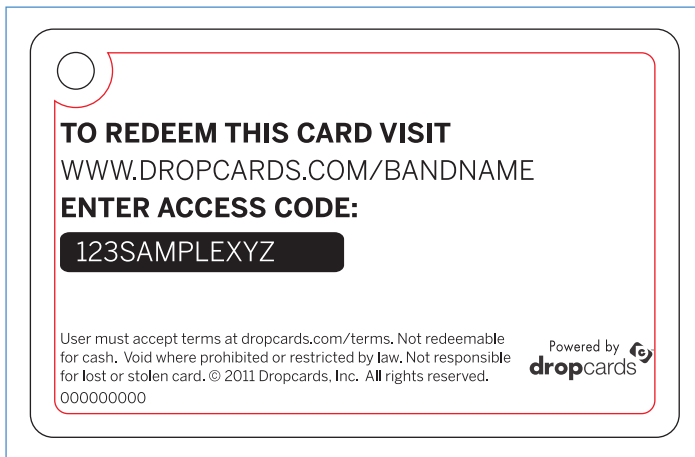 TO REDEEM THIS CARD VISIT
WWW.DROPCARDS.COM/BANDNAME
ENTER ACCESS CODE:
123SAMPLEXYZ
User must accept terms at dropcards.com/terms. Not redeemable
for cash. Void where prohibited or restricted by law. Not responsible
for lost or stolen card. © 2011 Dropcards, Inc. All rights reserved.
000000000
Powered by
dropcards